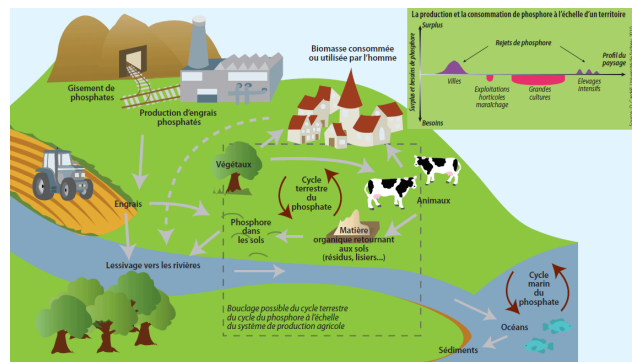 La production et la consommation de phosphore à l'échelle d'un territoire
Surplus
Surplus et besoins de phosphore
Rejets de phosphore
Profil du
paysage
Villes
Exploitations
horticoles
maraîchage
Grandes
cultures
Elevages
intensifs
Besoins
Biomasse consommée
ou utilisée par l'homme
Gisement de
phosphates
Production d'engrais
phosphatés
Végétaux
Cycle
terrestre
du
phosphate
Animaux
Engrais
Phosphore
dans
les sols
Matière
organique retournant
aux sols
(résidus, lisiers...)
Lessivage vers les rivières
Cycle
marin
du
phosphate
Bouclage possible du cycle terrestre
du cycle du phosphore à l'échelle
du système de production agricole
Océans
Sédiments